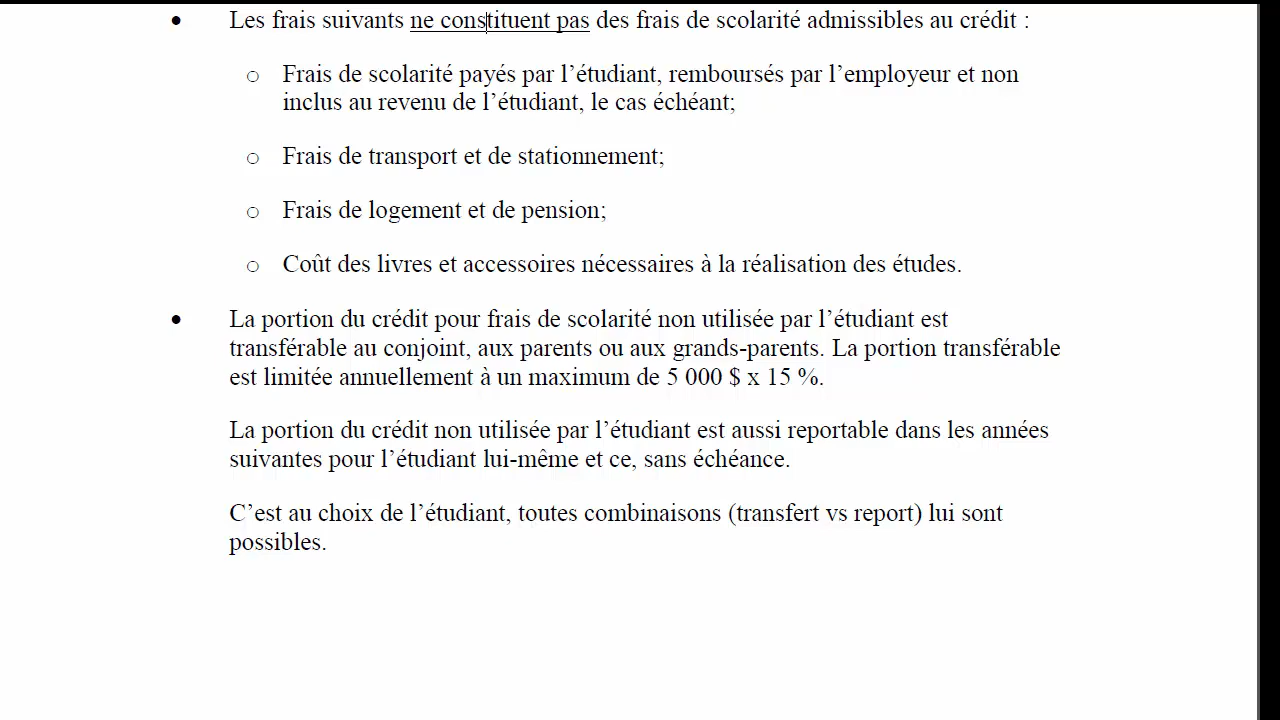 • Les frais suivants ne constituent pas des frais de scolarité admissibles au crédit :
o Frais de scolarité payés par l’étudiant, remboursés par l’employeur et non
inclus au revenu de l’étudiant, le cas échéant;
o Frais de transport et de stationnement;
o Frais de logement et de pension;
o Coût des livres et accessoires nécessaires à la réalisation des études.
• La portion du crédit pour frais de scolarité non utilisée par l’étudiant est
transférable au conjoint, aux parents ou aux grands-parents. La portion transférable
est limitée annuellement à un maximum de 5 000 $ x 15 %.
La portion du crédit non utilisée par l’étudiant est aussi reportable dans les années
suivantes pour l’étudiant lui-même et ce, sans échéance.
C’est au choix de l’étudiant, toutes combinaisons (transfert vs report) lui sont
possibles.